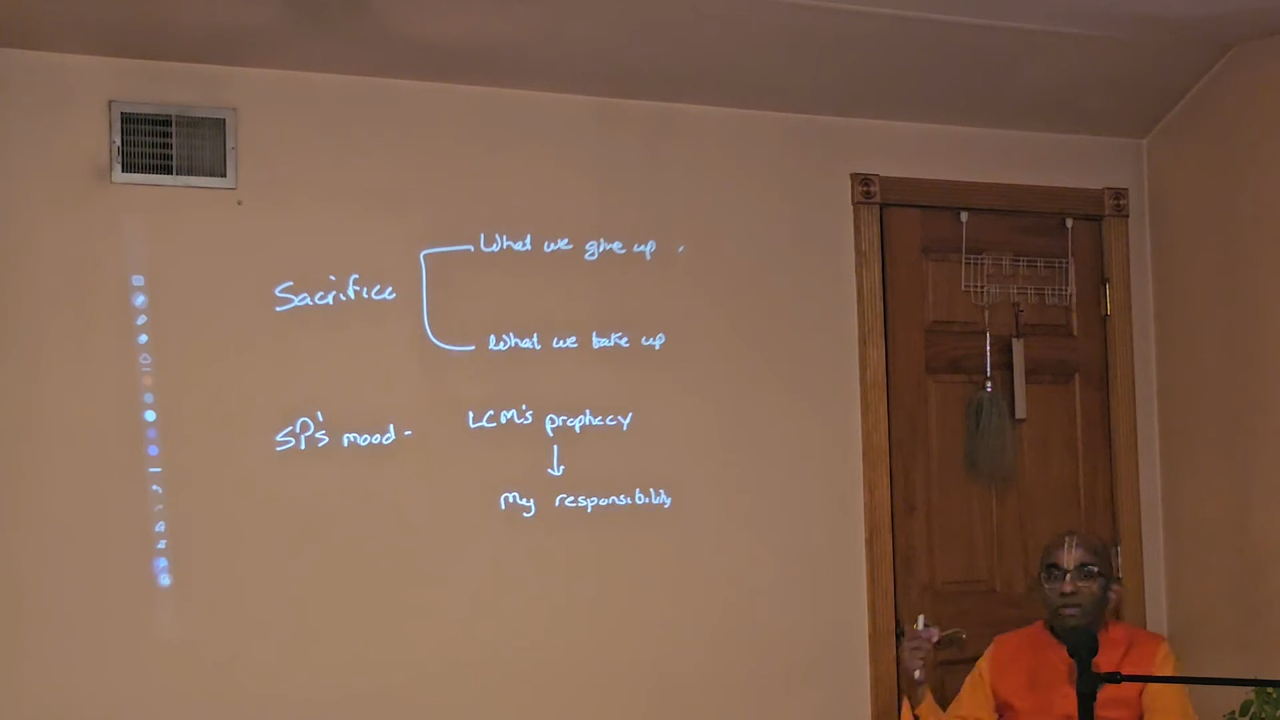 What we give up
Sacrifice
What we take up
SP's mood - LCM's prophecy
↓
My responsibility